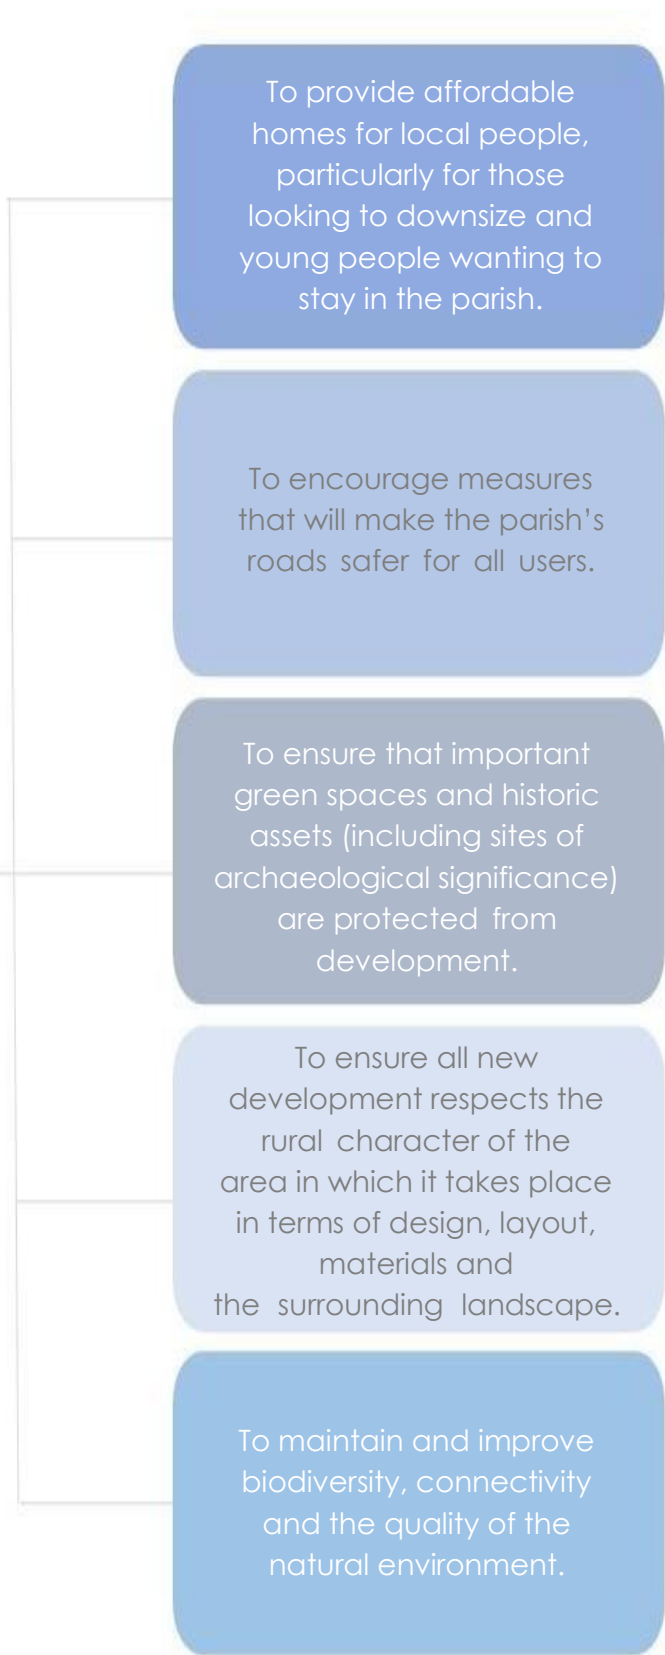 To provide affordable
homes for local people,
particularly for those
looking to downsize and
young people wanting to
stay in the parish.
To encourage measures
that will make the parish’s
roads safer for all users.
To ensure that important
green spaces and historic
assets (including sites of
archaeological significance)
are protected from
development.
To ensure all new
development respects the
rural character of the
area in which it takes place
in terms of design, layout,
materials and
the surrounding landscape.
To maintain and improve
biodiversity, connectivity
and the quality of the
natural environment.